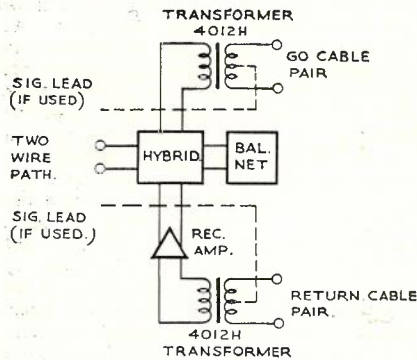 TRANSFORMER
4012H
GO CABLE
PAIR
SIG. LEAD
(IF USED)
TWO
WIRE
PATH.
HYBRID.
BAL.
NET
SIG. LEAD
(IF USED.)
REC.
AMP.
RETURN CABLE
PAIR.
4012H
TRANSFORMER